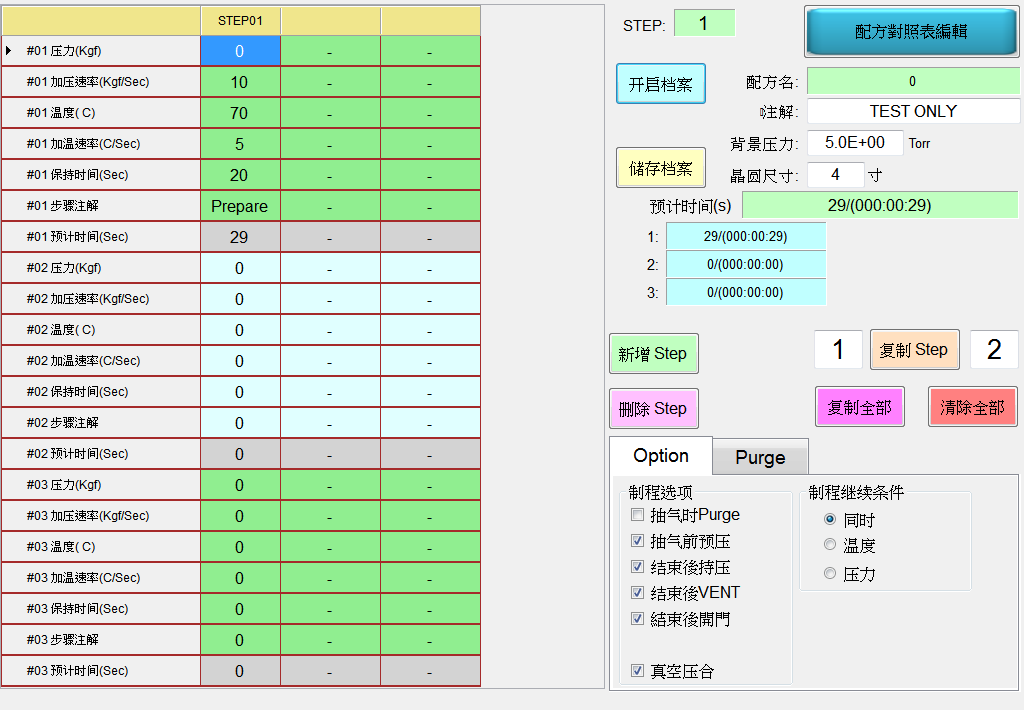 STEP01
#01 压力(Kgf) 0 - -
#01 加压速率(Kgf/Sec) 10 - -
#01 温度( C) 70 - -
#01 加温速率(C/Sec) 5 - -
#01 保持时间(Sec) 20 - -
#01 步骤注解 Prepare - -
#01 预计时间(Sec) 29 - -
#02 压力(Kgf) 0 - -
#02 加压速率(Kgf/Sec) 0 - -
#02 温度( C) 0 - -
#02 加温速率(C/Sec) 0 - -
#02 保持时间(Sec) 0 - -
#02 步骤注解 0 - -
#02 预计时间(Sec) 0 - -
#03 压力(Kgf) 0 - -
#03 加压速率(Kgf/Sec) 0 - -
#03 温度( C) 0 - -
#03 加温速率(C/Sec) 0 - -
#03 保持时间(Sec) 0 - -
#03 步骤注解 0 - -
#03 预计时间(Sec) 0 - -
STEP: 1
配方對照表編輯
开启档案
配方名: 0
注解: TEST ONLY
背景压力: 5.0E+00 Torr
储存档案
晶圆尺寸: 4 寸
预计时间(s) 29/(000:00:29)
1: 29/(000:00:29)
2: 0/(000:00:00)
3: 0/(000:00:00)
新增 Step
1 复制 Step 2
删除 Step
复制全部
清除全部
Option Purge
制程选项
抽气时Purge
抽气前预压
结束後持压
结束後VENT
結束後開門
真空压合
制程继续条件
同时
温度
压力